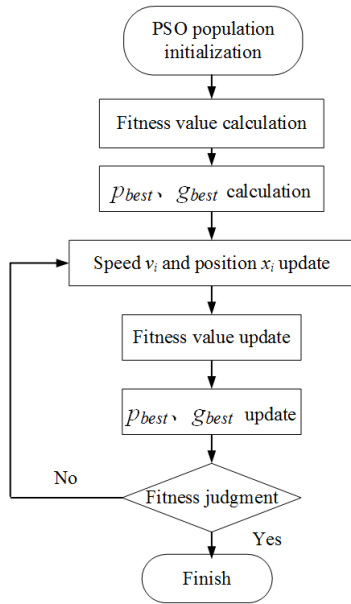 PSO population
initialization
Fitness value calculation
pbest、gbest calculation
Speed vi and position xi update
Fitness value update
pbest、gbest update
No
Fitness judgment
Yes
Finish